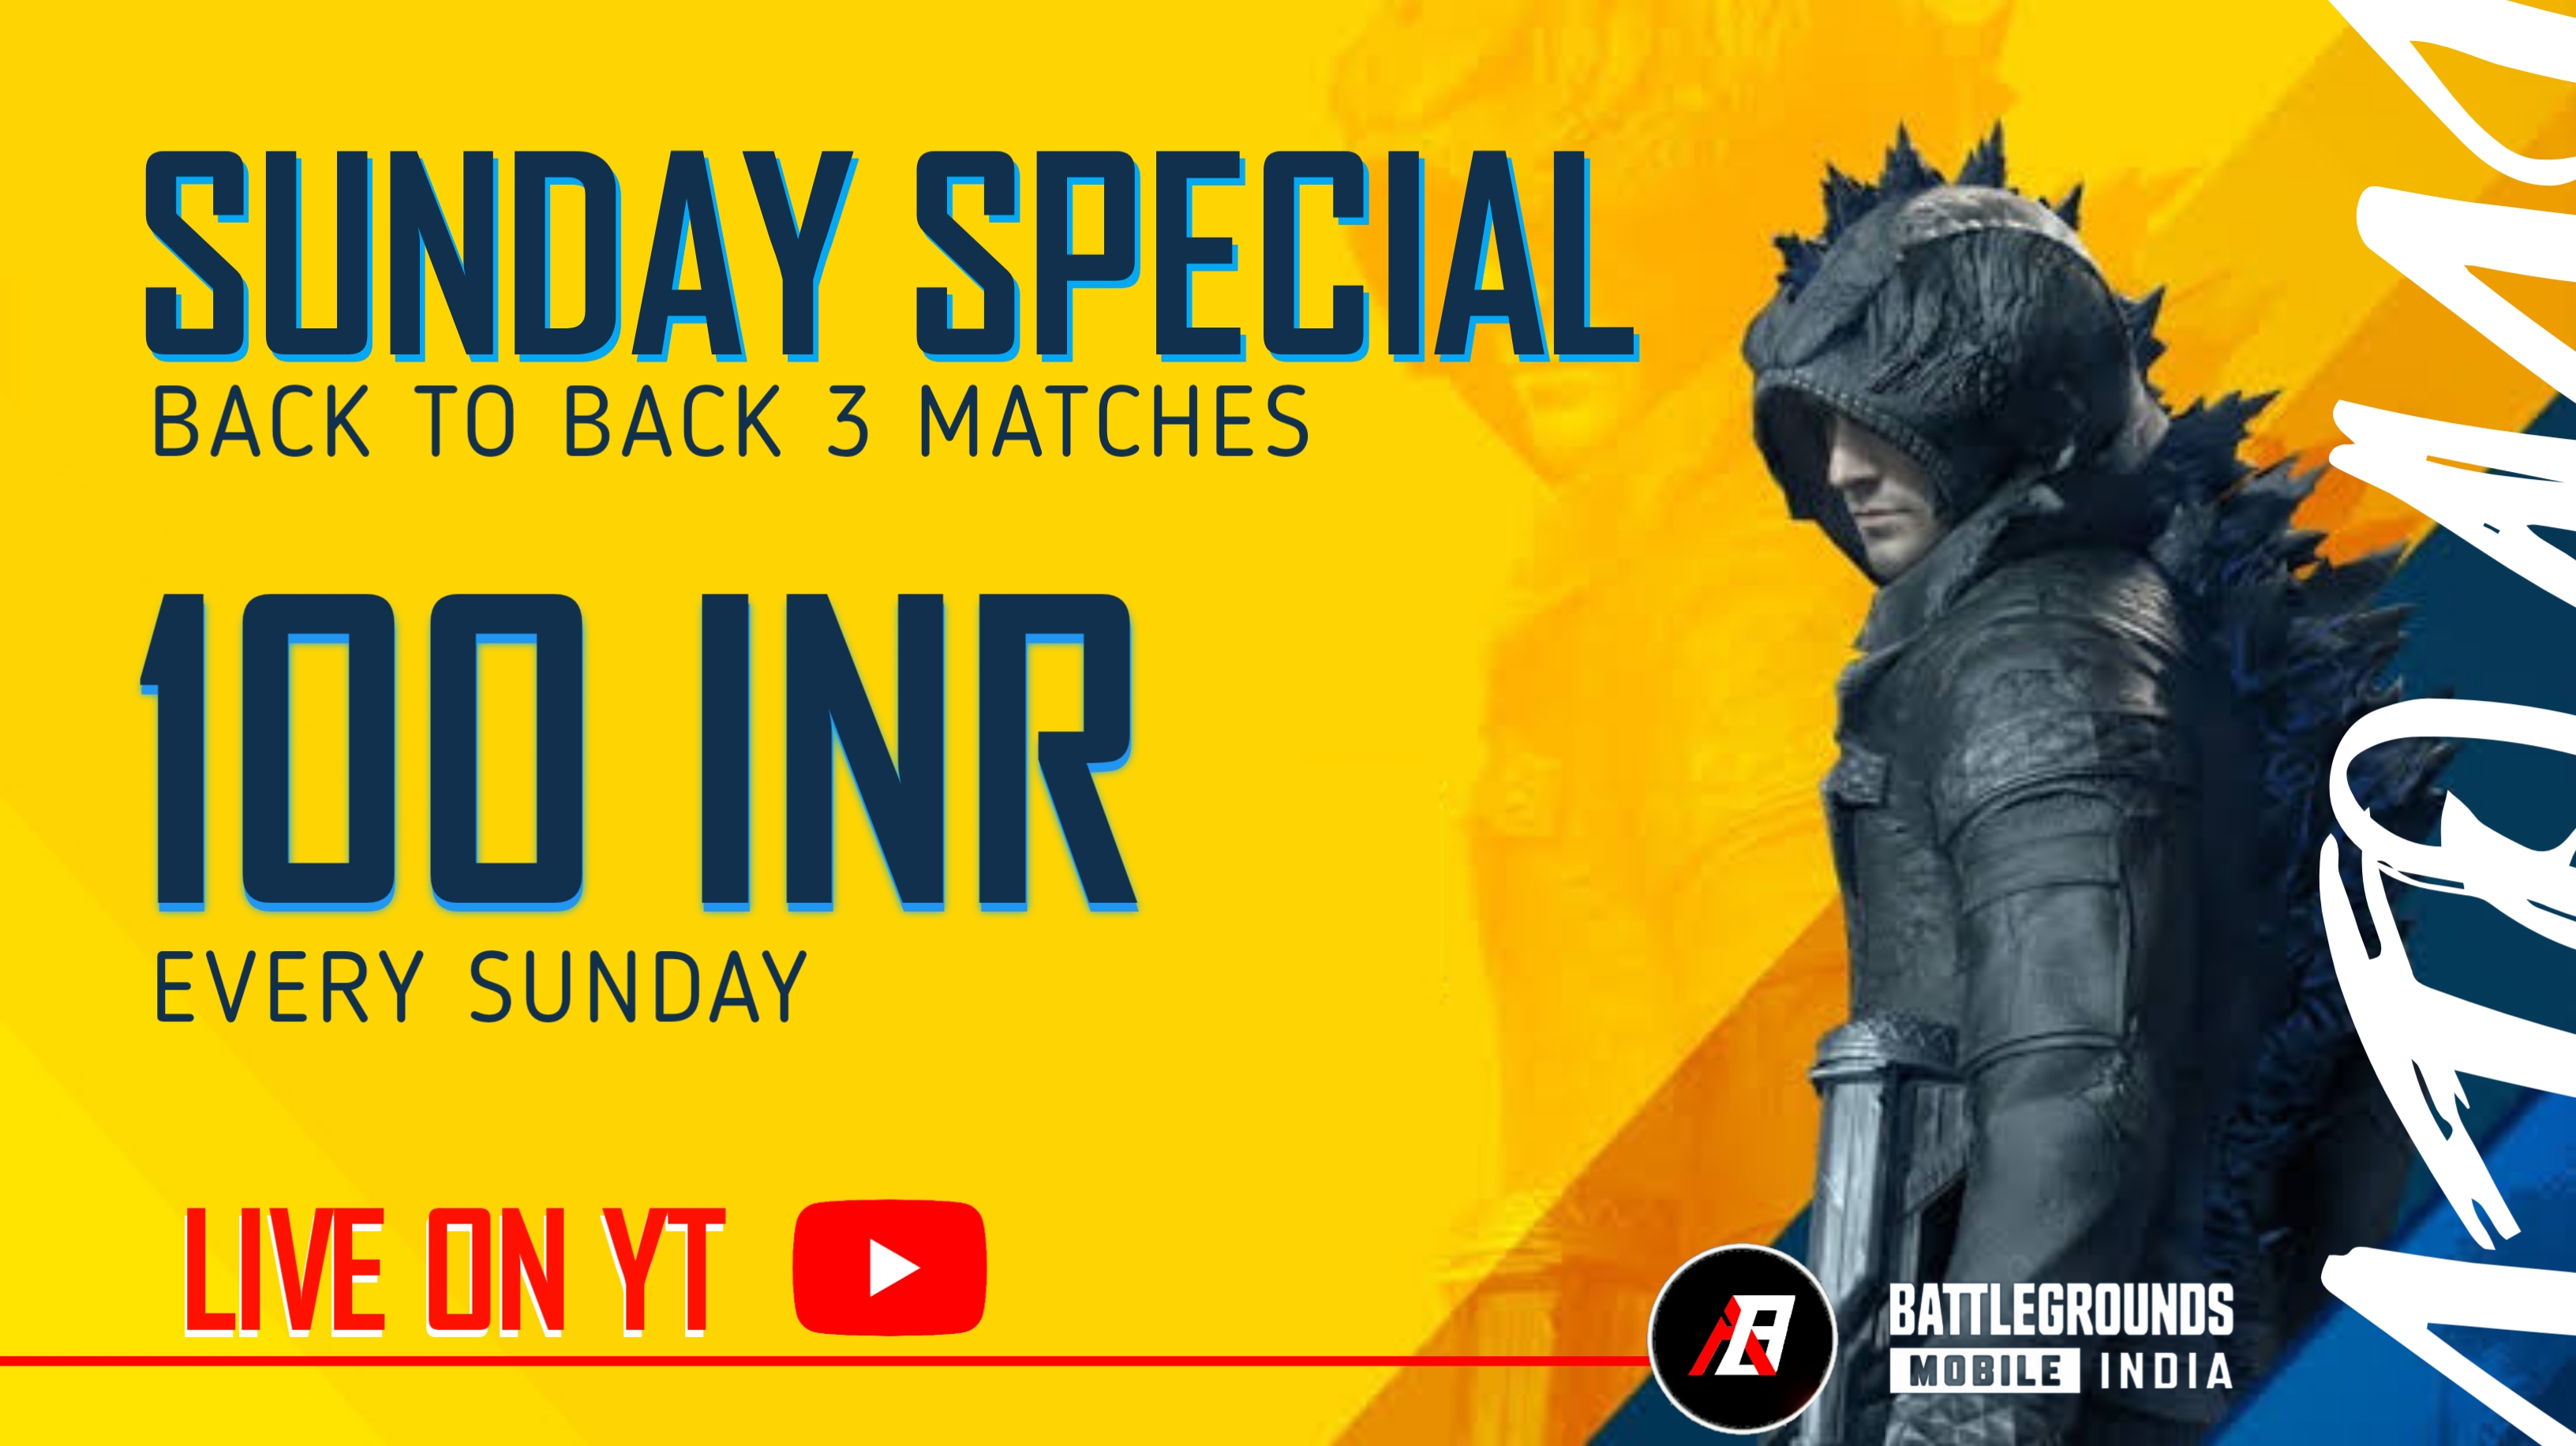 SUNDAY SPECIAL
BACK TO BACK 3 MATCHES
100 INR
EVERY SUNDAY
LIVE ON YT
BATTLEGROUNDS
MOBILE INDIA